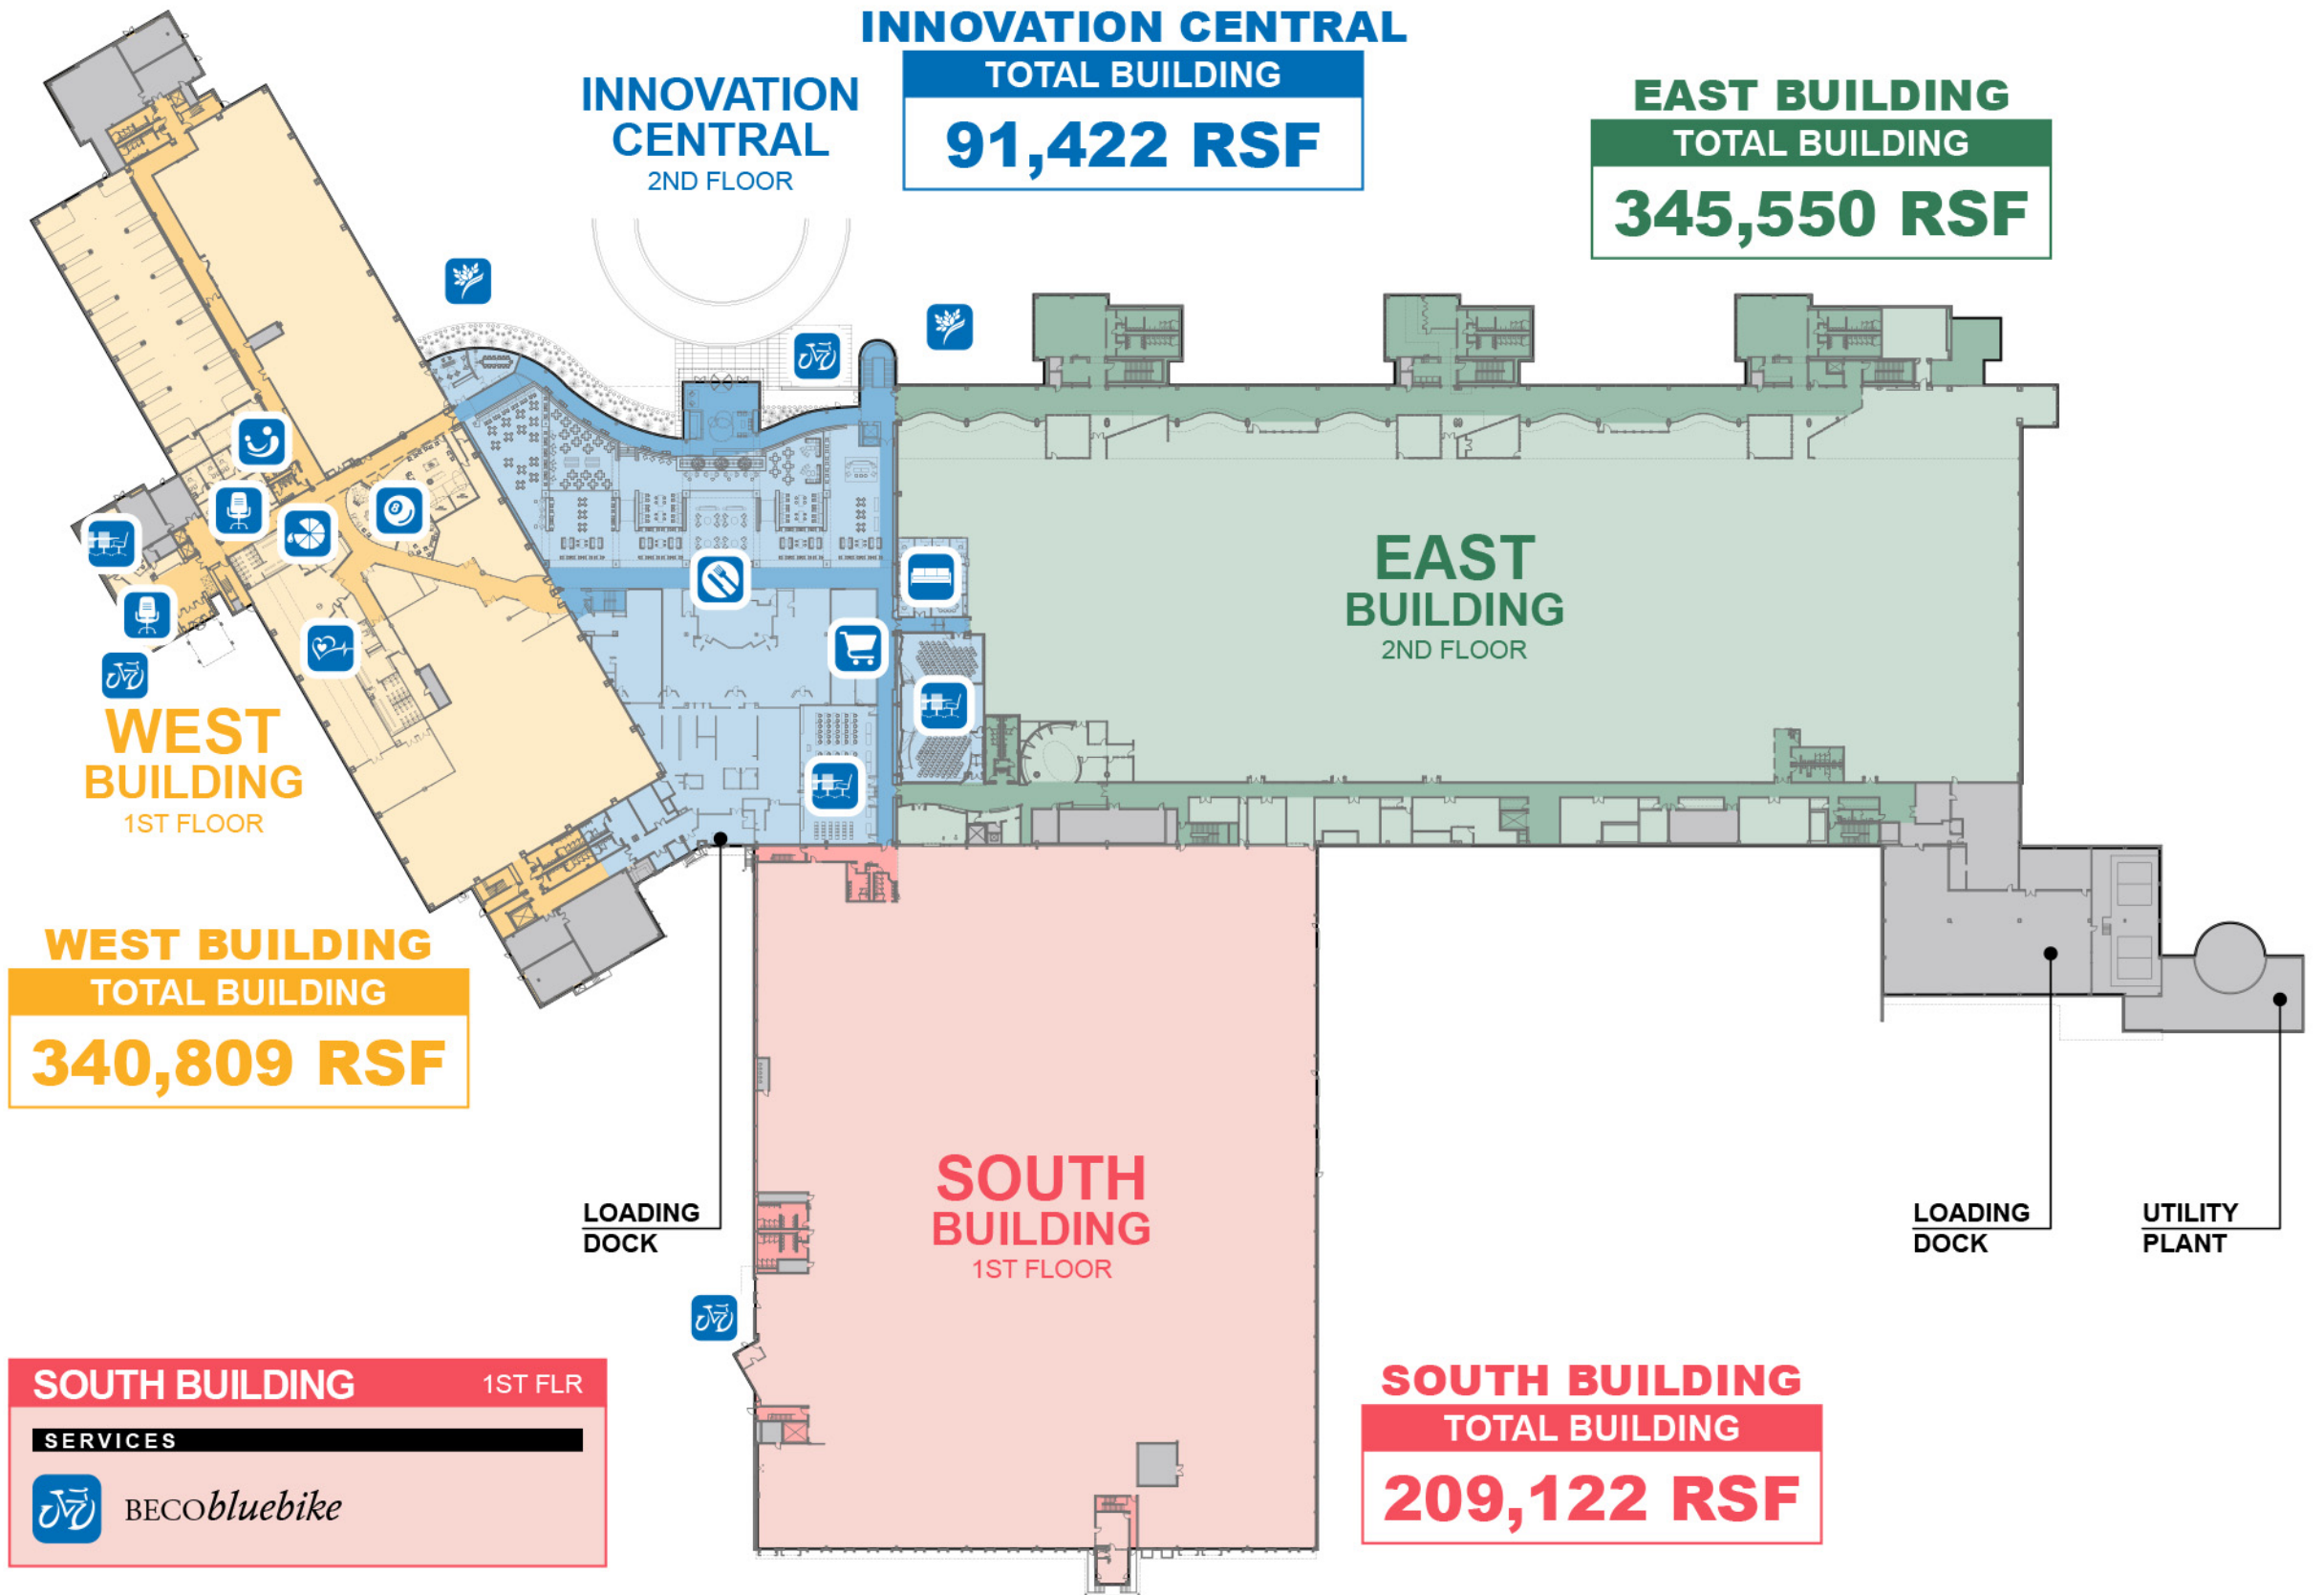 INNOVATION CENTRAL
TOTAL BUILDING
91,422 RSF
INNOVATION
CENTRAL
2ND FLOOR
EAST BUILDING
TOTAL BUILDING
345,550 RSF
8
EAST
BUILDING
2ND FLOOR
WEST
BUILDING
1ST FLOOR
WEST BUILDING
TOTAL BUILDING
340,809 RSF
SOUTH
BUILDING
1ST FLOOR
LOADING
DOCK
LOADING
DOCK
UTILITY
PLANT
SOUTH BUILDING 1ST FLR
SERVICES
BECObluebike
SOUTH BUILDING
TOTAL BUILDING
209,122 RSF